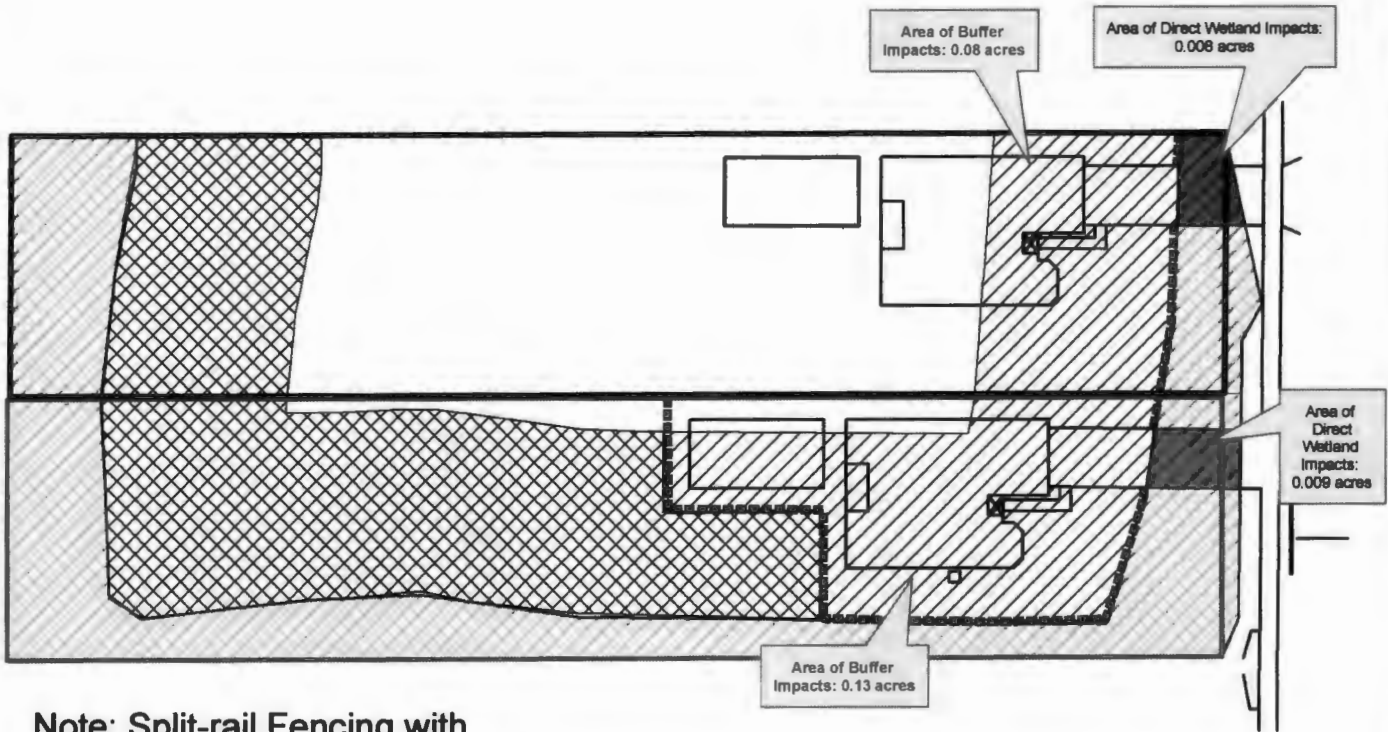 Area of Buffer
Impacts: 0.08 acres
Area of Direct Wetland Impacts:
0.008 acres
Area of
Direct
Wetland
Impacts:
0.009 acres
Area of Buffer
Impacts: 0.13 acres
Note: Split-rail Fencing with